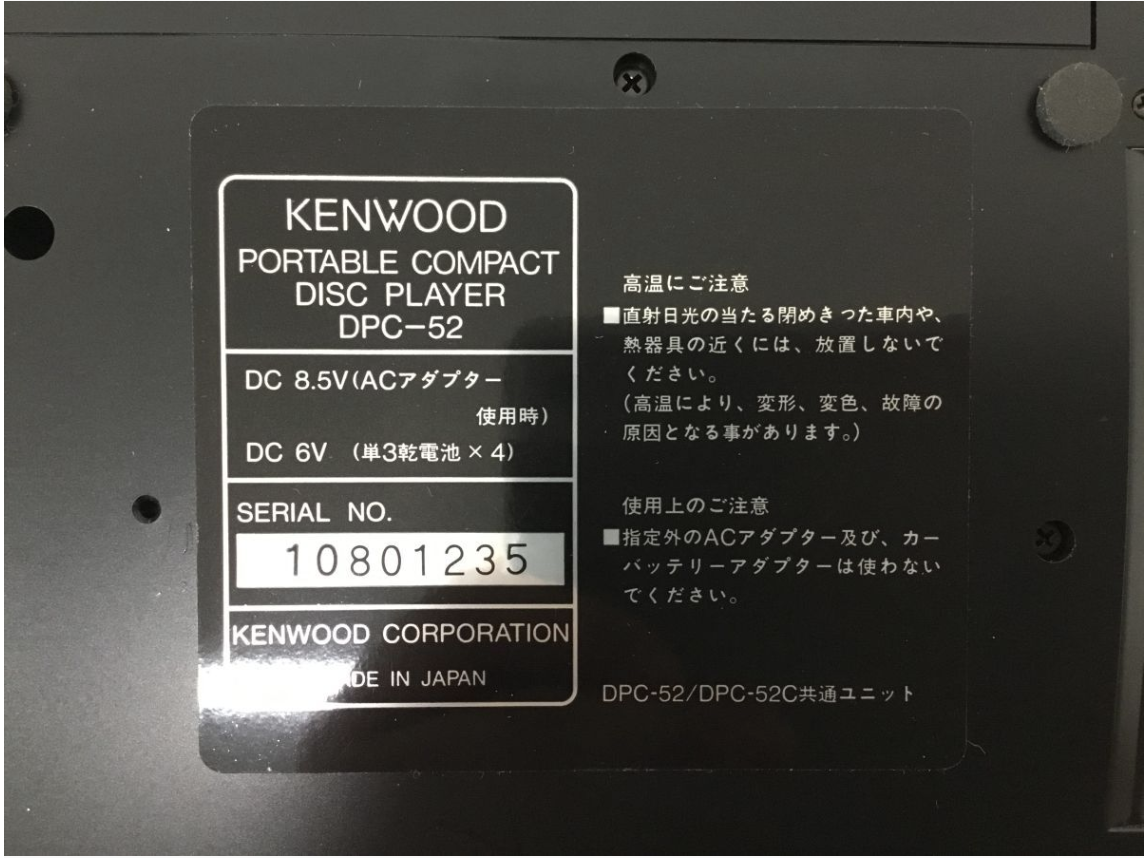 KENWOOD
PORTABLE COMPACT
DISC PLAYER
DPC-52
DC 8.5V(ACアダプター
使用時)
DC 6V (単3乾電池×4)
SERIAL NO.
10801235
KENWOOD CORPORATION
IN JAPAN
高温にご注意
■直射日光の当たる閉めきった車内や、
熱器具の近くには、放置しないで
ください。
(高温により、変形、変色、故障の
原因となる事があります。)
使用上のご注意
■指定外のACアダプター及び、カー
バッテリーアダプターは使わない
でください。
DPC-52/DPC-52C共通ユニット